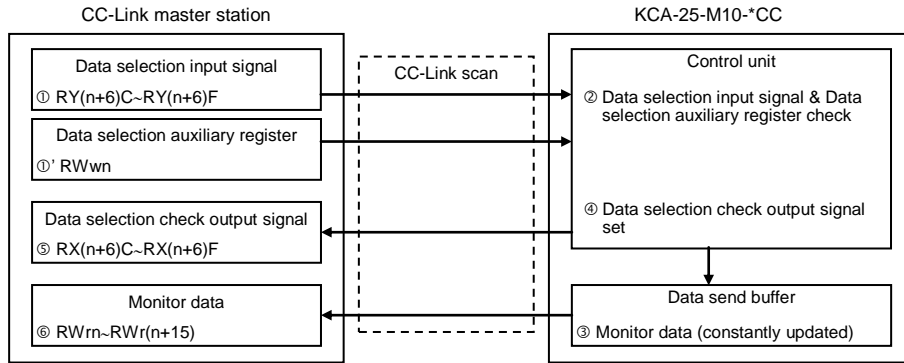 CC-Link master station
KCA-25-M10-*CC
Data selection input signal
① RY(n+6)C~RY(n+6)F
Data selection auxiliary register
①' RWwn
Data selection check output signal
⑤ RX(n+6)C~RX(n+6)F
Monitor data
⑥ RWrn~RWr(n+15)
CC-Link scan
Control unit
② Data selection input signal & Data
selection auxiliary register check
④ Data selection check output signal
set
Data send buffer
③ Monitor data (constantly updated)